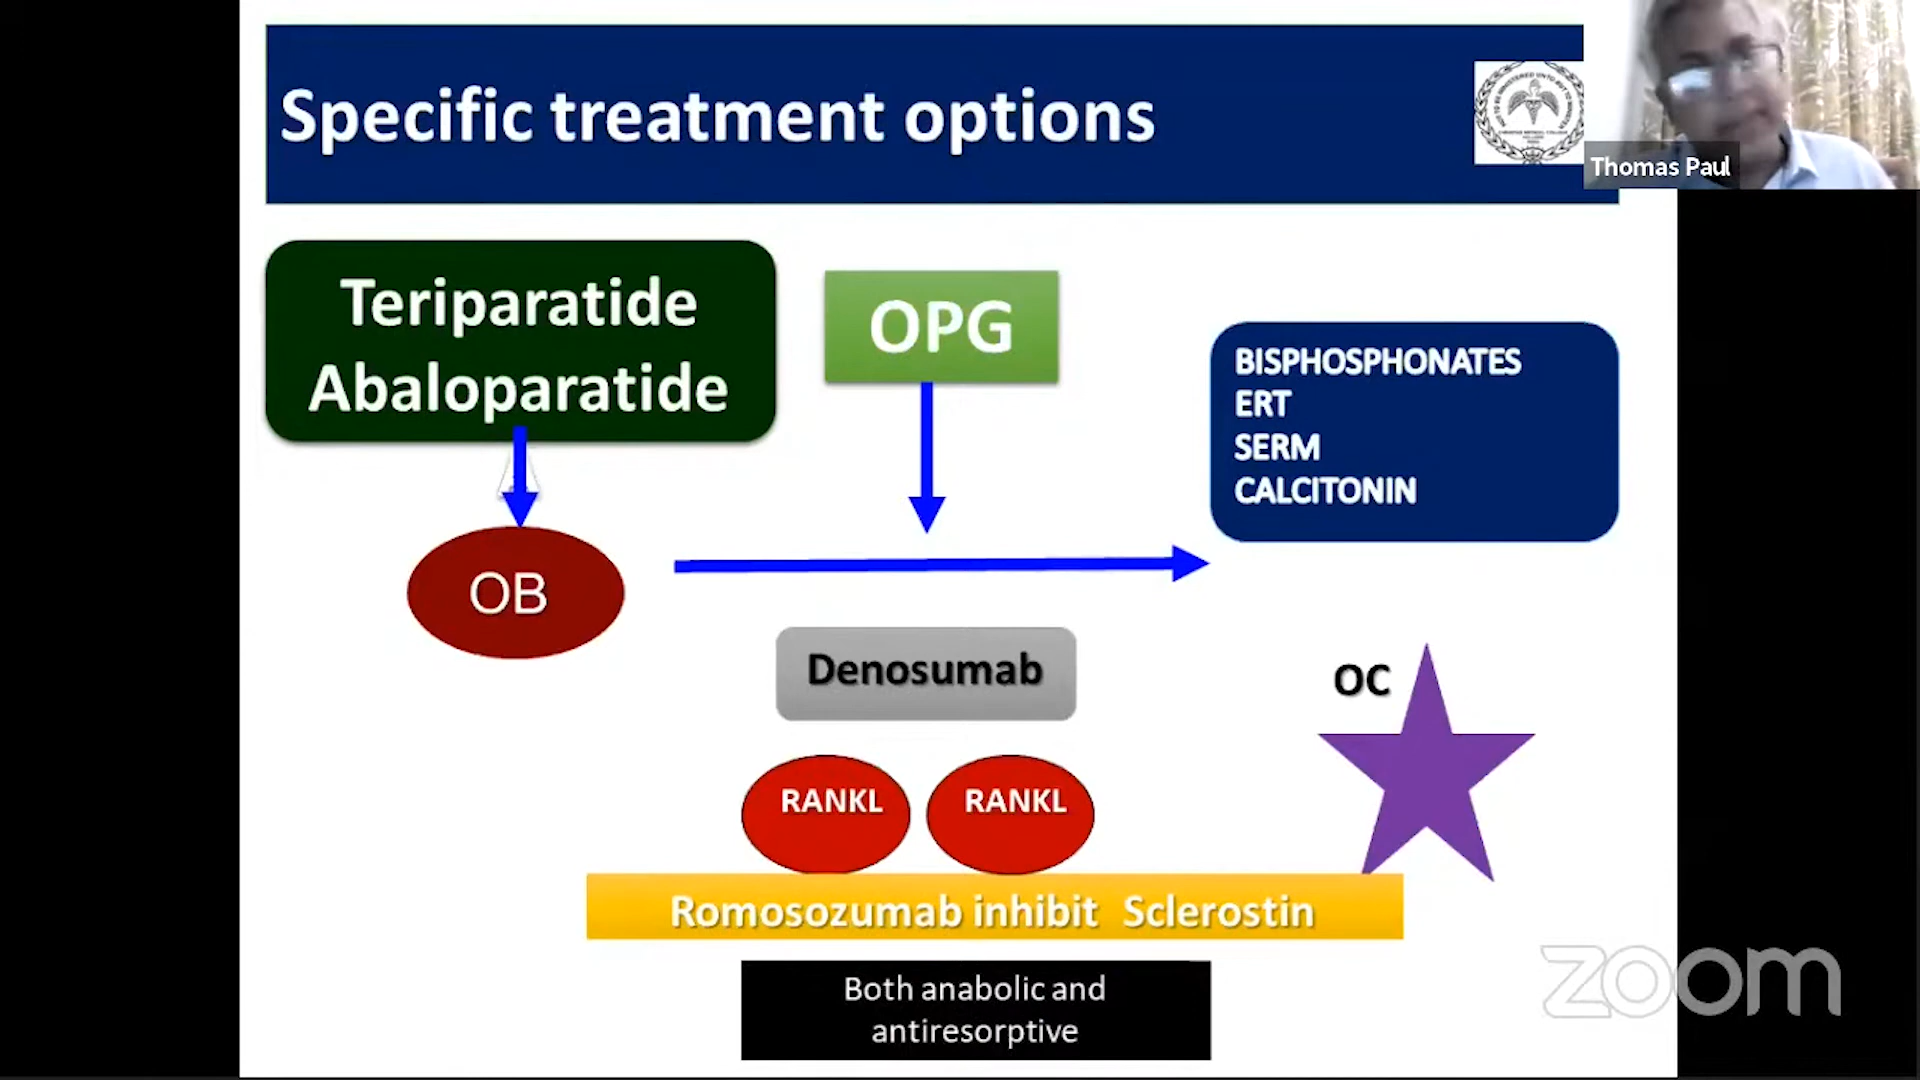 Specific treatment options
Thomas Paul
Teriparatide
Abaloparatide
OPG
BISPHOSPHONATES
ERT
SERM
CALCITONIN
OB
Denosumab
OC
RANKL
RANKL
Romosozumab inhibit Sclerostin
Both anabolic and
antiresorptive
zoom